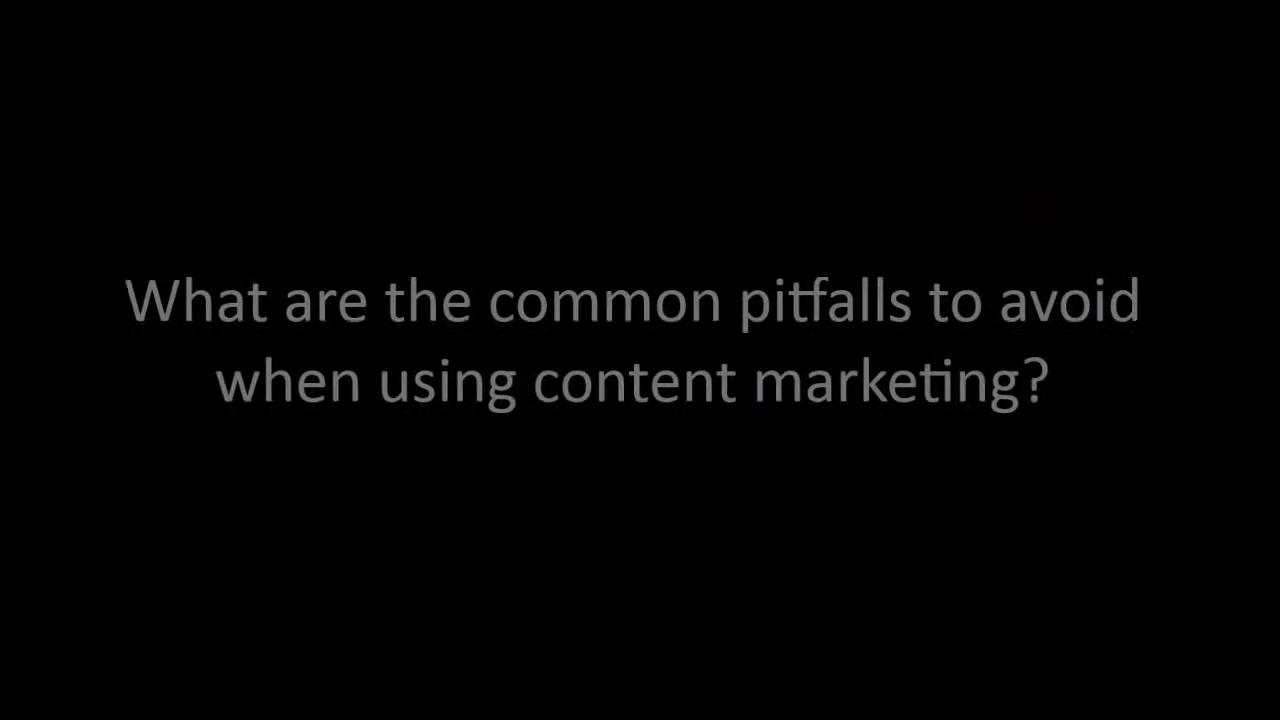 What are the common pitfalls to avoid
when using content marketing?